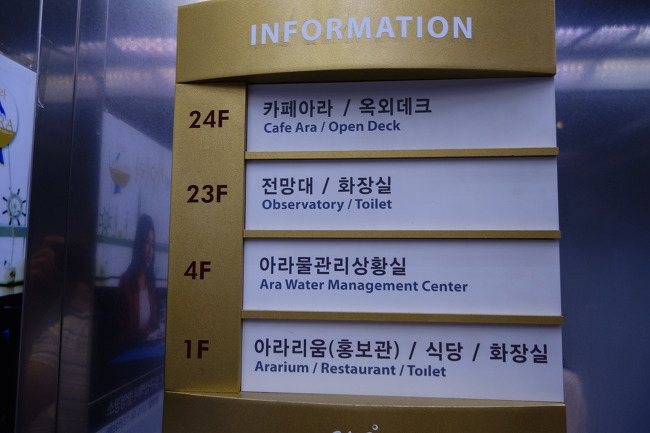 INFORMATION
24F
카페아라 / 옥외데크
Cafe Ara / Open Deck
23F
전망대 / 화장실
Observatory / Toilet
4F
아라물관리상황실
Ara Water Management Center
1F
아라리움(홍보관) / 식당 / 화장실
Ararium / Restaurant / Toilet